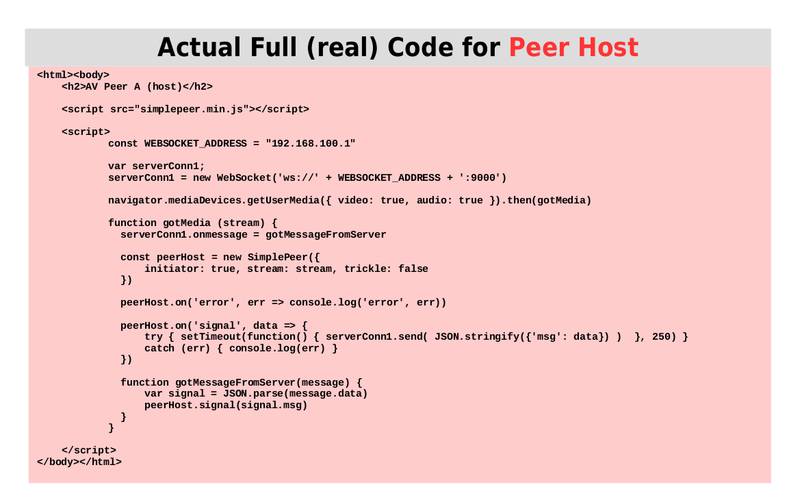 Actual Full (real) Code for Peer Host
<html><body>
<h2>AV Peer A (host)</h2>
<script src="simplepeer.min.js"></script>
<script>
const WEBSOCKET_ADDRESS = "192.168.100.1"
var serverConn1;
serverConn1 = new WebSocket('ws://' + WEBSOCKET_ADDRESS + ':9000')
navigator.mediaDevices.getUserMedia({ video: true, audio: true }).then(gotMedia)
function gotMedia (stream) {
serverConn1.onmessage = gotMessageFromServer
const peerHost = new SimplePeer({
initiator: true, stream: stream, trickle: false
})
peerHost.on('error', err => console.log('error', err))
peerHost.on('signal', data => {
try { setTimeout(function() { serverConn1.send( JSON.stringify({'msg': data}) )  }, 250) }
catch (err) { console.log(err) }
})
function gotMessageFromServer(message) {
var signal = JSON.parse(message.data)
peerHost.signal(signal.msg)
}
}
</script>
</body></html>